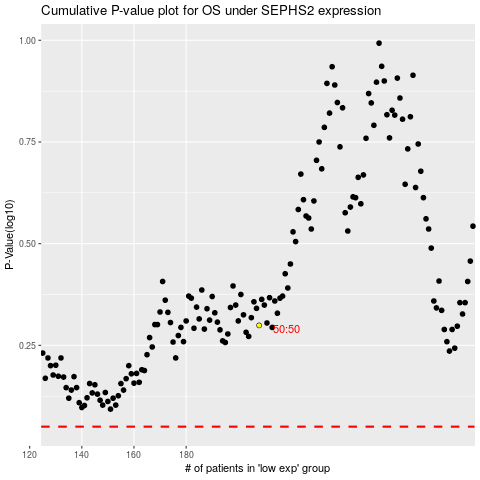 Cumulative P-value plot for OS under SEPHS2 expression
1.00
0.75
0.50
0.25
P-Value(log10)
50:50
120 140 160 180
# of patients in 'low exp' group